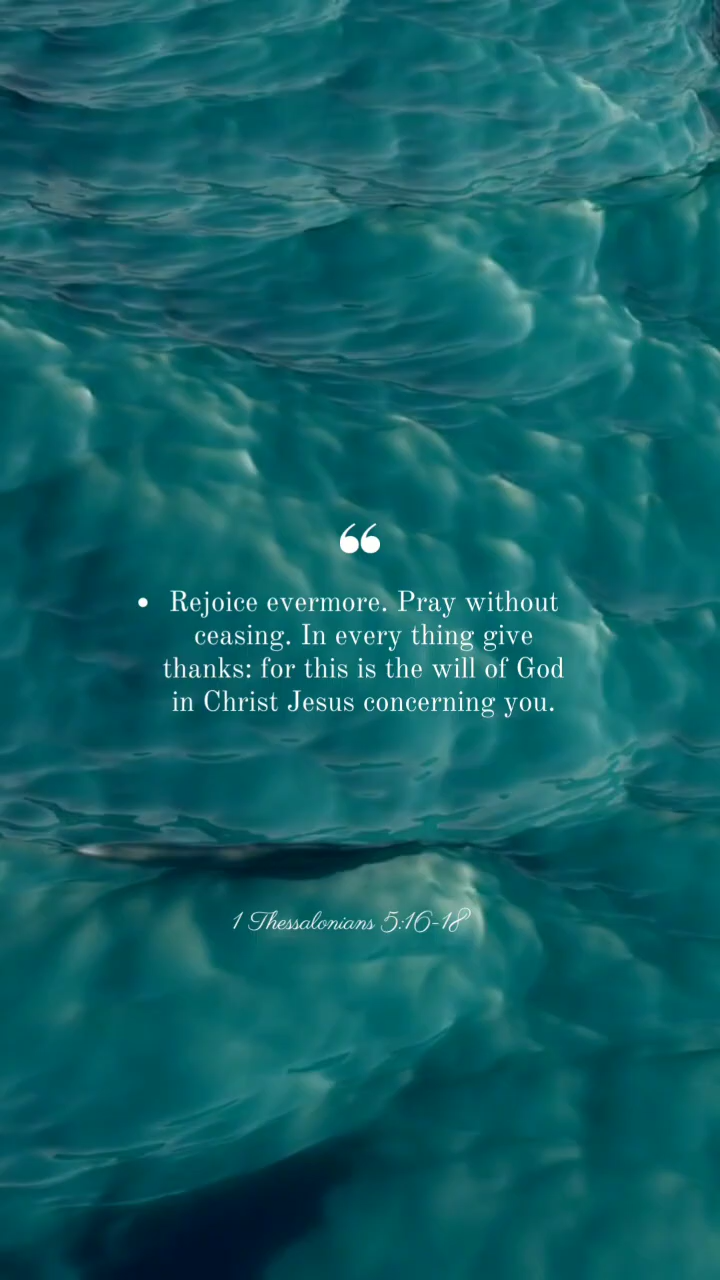 ❝
• Rejoice evermore. Pray without
ceasing. In every thing give
thanks: for this is the will of God
in Christ Jesus concerning you.
1 Thessalonians 5:16-18